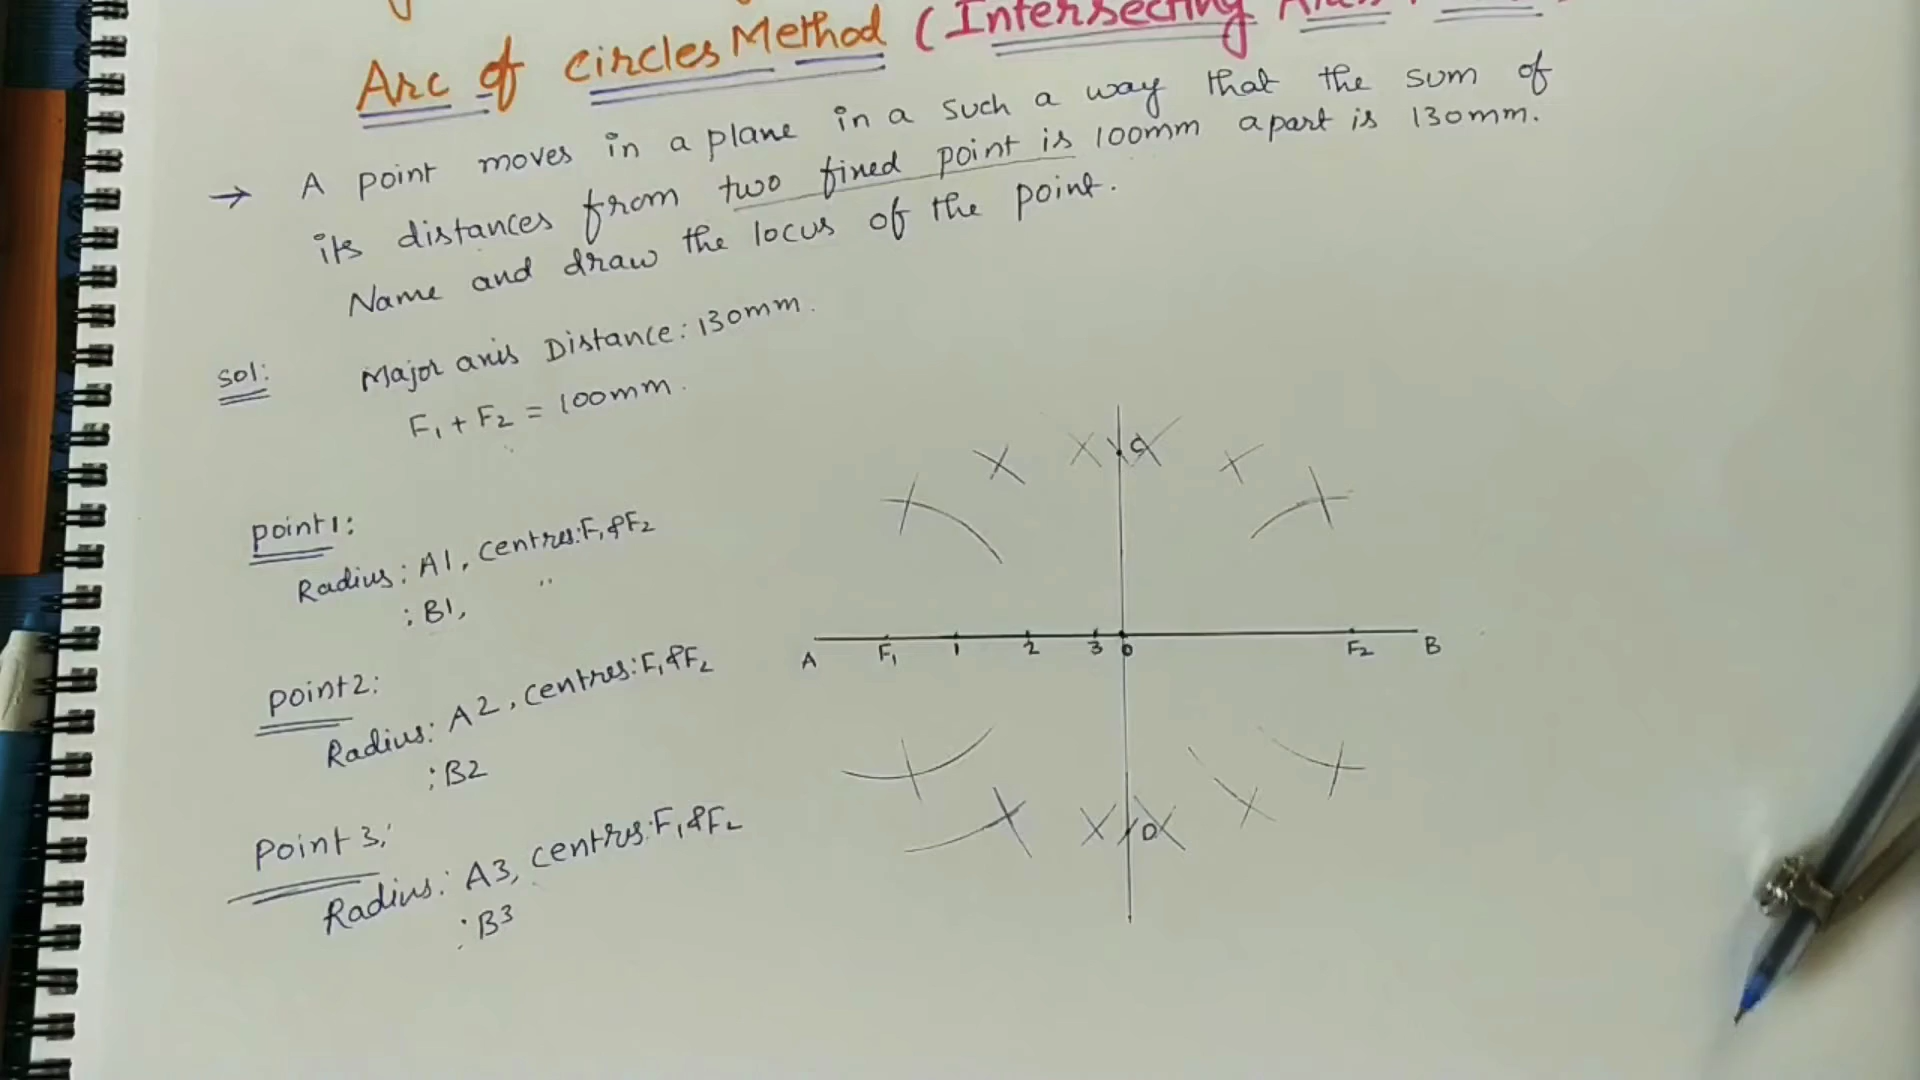 Arc of circles Method (Intersecting
→ A point moves in a plane in a such a way that the sum of
its distances from two fixed point is 100mm apart is 130mm.
Name and draw the locus of the point.
Sol: Major axis Distance: 130mm.
F1 + F2 = 100mm.
point1:
Radius: A1, centres: F1 & F2
: B1, "
point2:
Radius: A2, centres: F1 & F2
: B2
Point 3:
Radius: A3, centres: F1 & F2
: B3
C
A F1 1 2 3 O F2 B
D